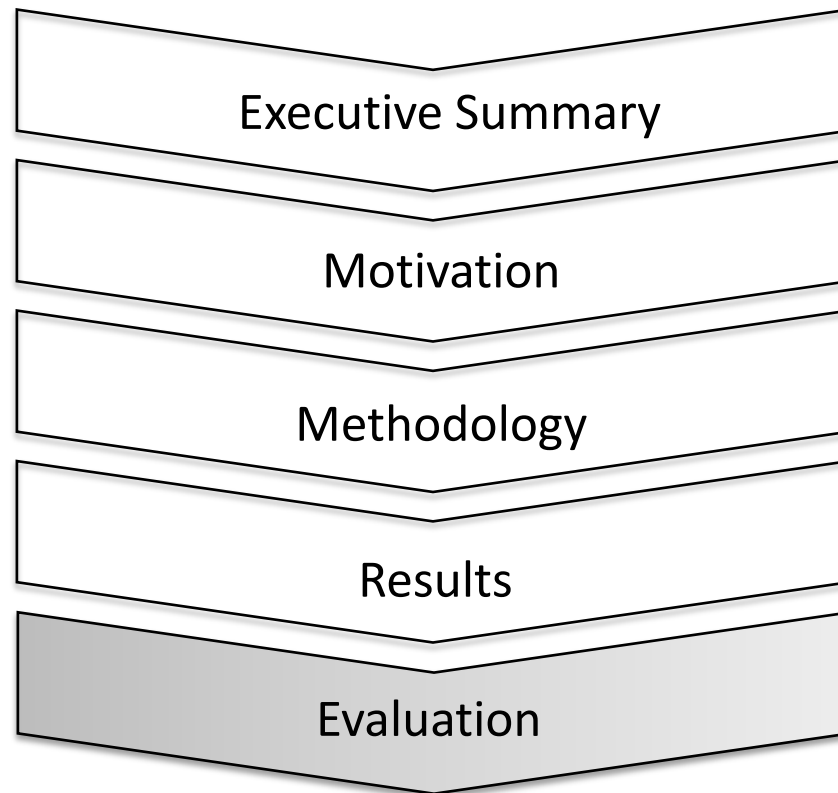 Executive Summary
Motivation
Methodology
Results
Evaluation